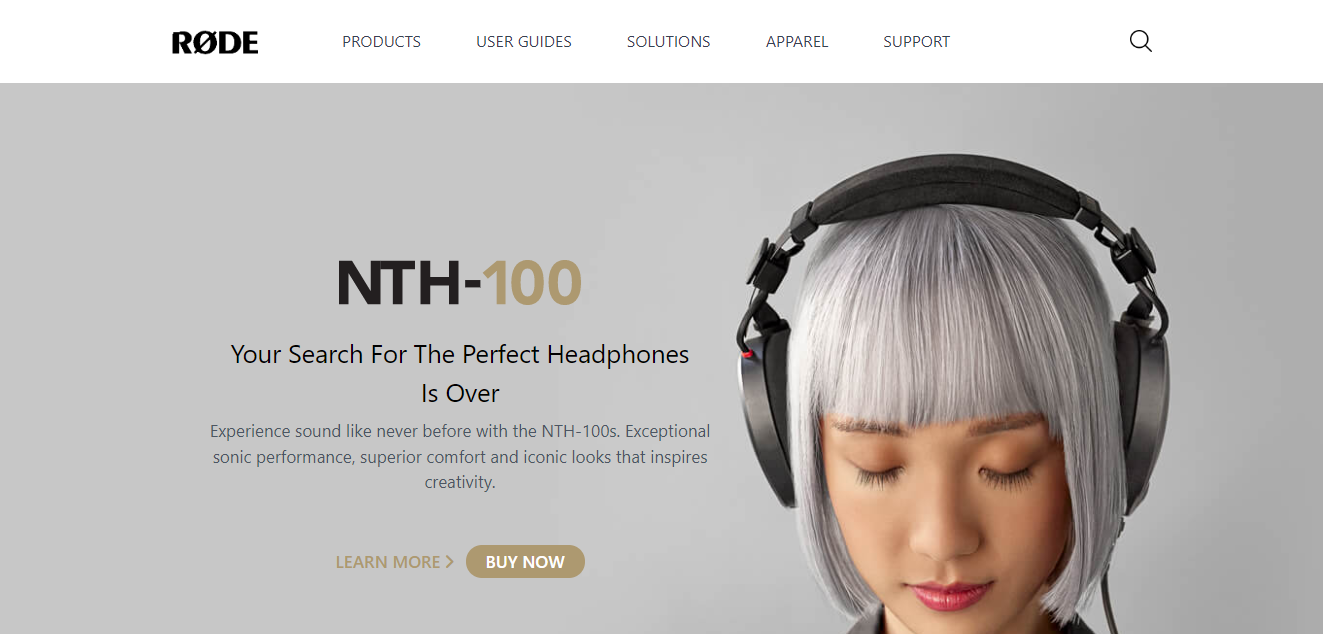 RØDE PRODUCTS USER GUIDES SOLUTIONS APPAREL SUPPORT
NTH-100
Your Search For The Perfect Headphones
Is Over
Experience sound like never before with the NTH-100s. Exceptional
sonic performance, superior comfort and iconic looks that inspires
creativity.
LEARN MORE BUY NOW